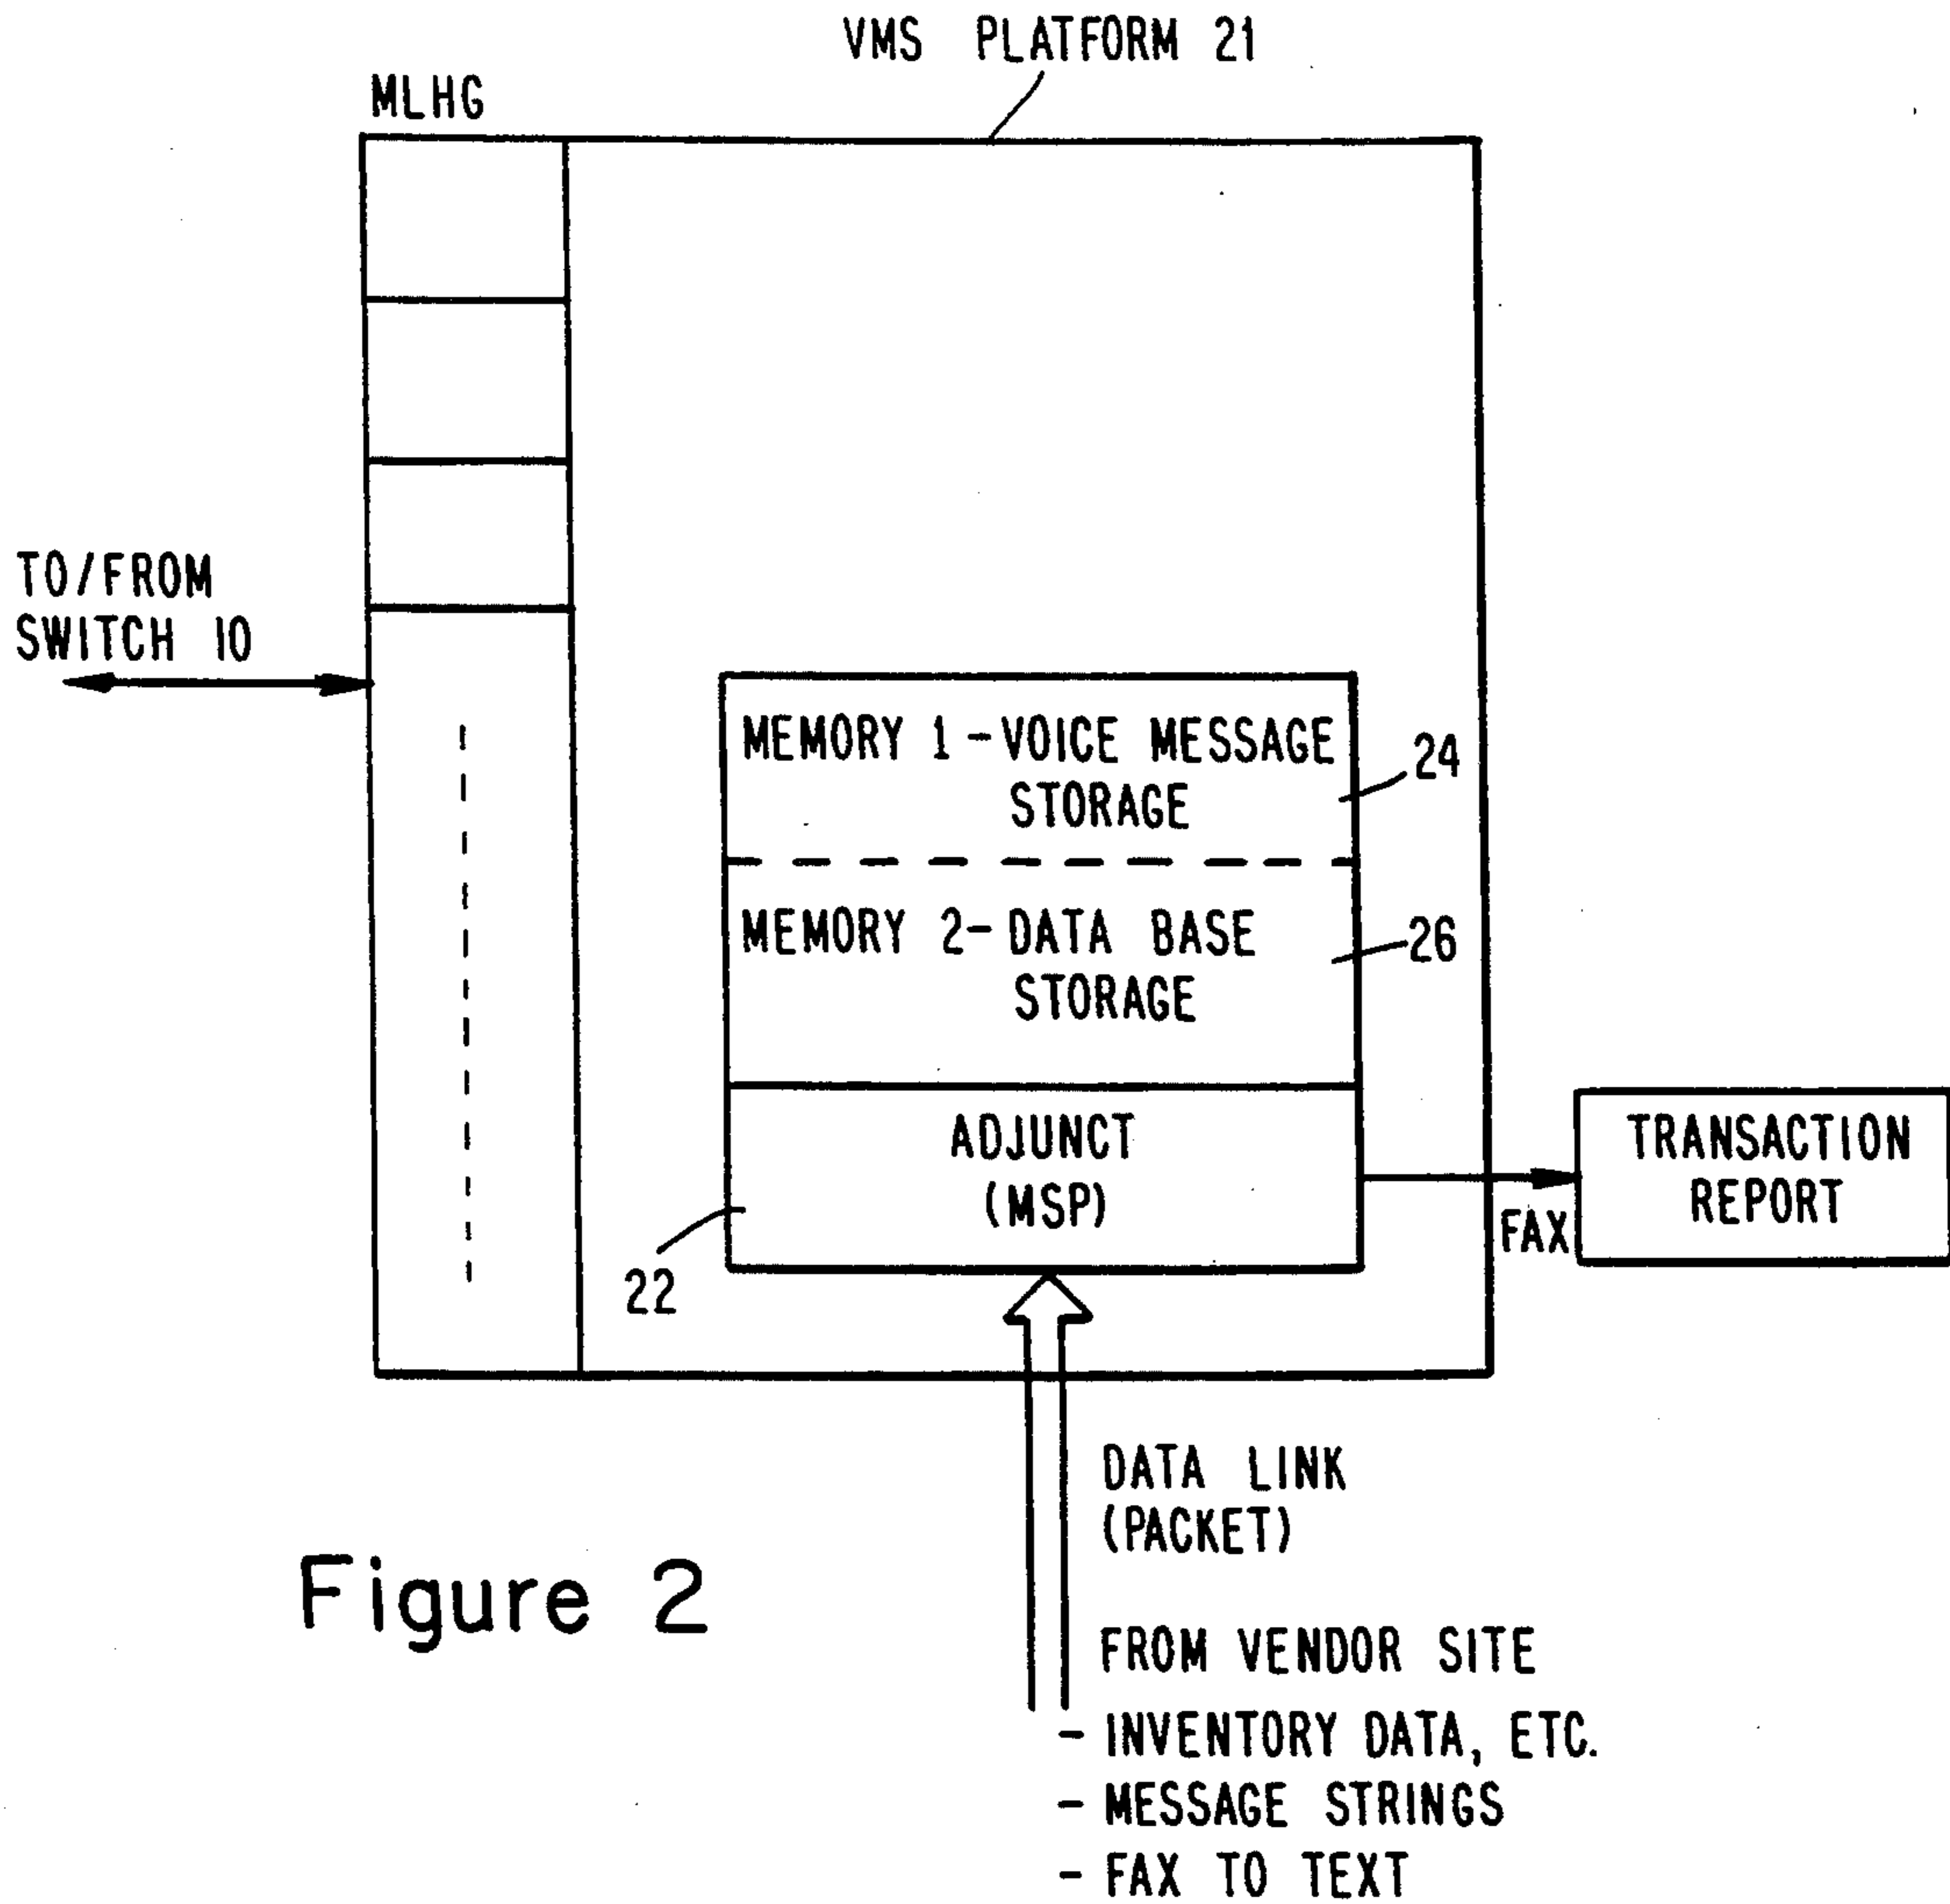 VMS PLATFORM 21
MLHG
TO/FROM
SWITCH 10
MEMORY 1-VOICE MESSAGE
STORAGE
24
MEMORY 2-DATA BASE
STORAGE
26
ADJUNCT
(MSP)
22
FAX
TRANSACTION
REPORT
DATA LINK
(PACKET)
FROM VENDOR SITE
- INVENTORY DATA, ETC.
- MESSAGE STRINGS
- FAX TO TEXT
Figure 2